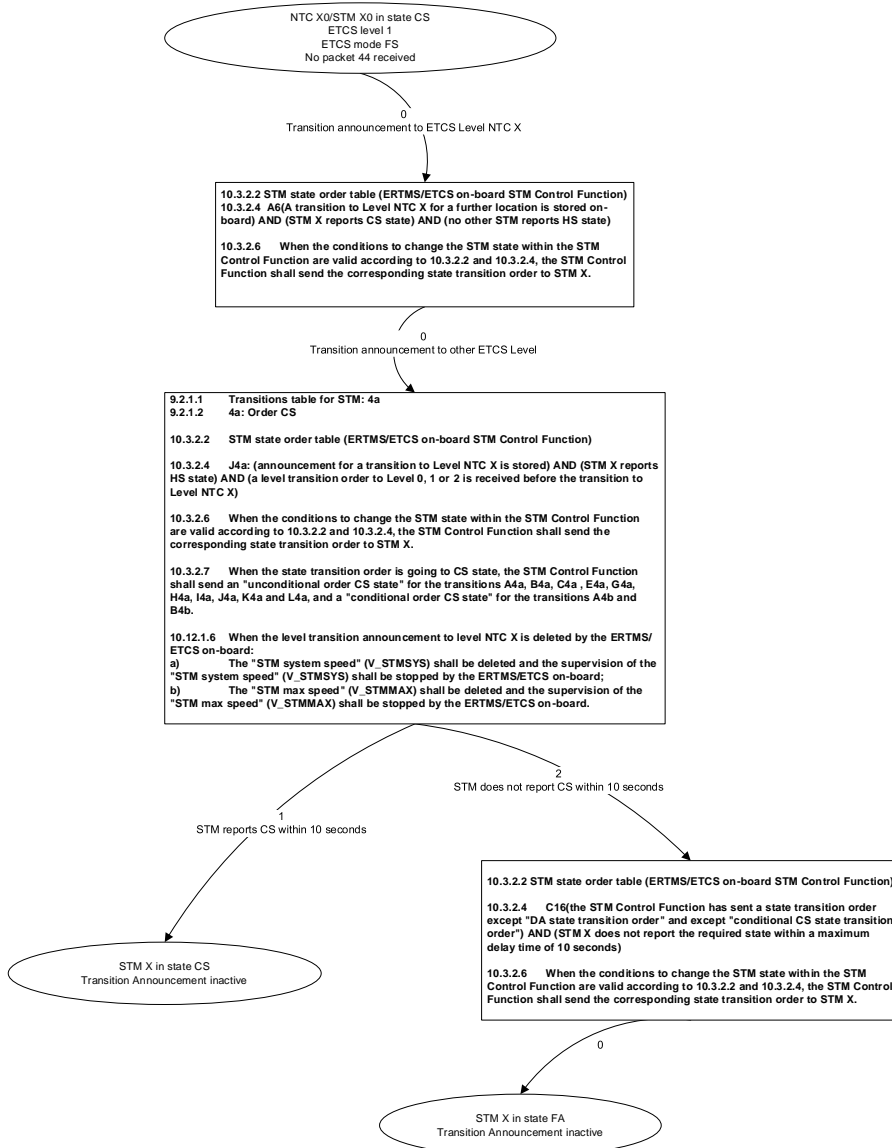 NTC X0/STM X0 in state CS
ETCS level 1
ETCS mode FS
No packet 44 received
0
Transition announcement to ETCS Level NTC X
10.3.2.2 STM state order table (ERTMS/ETCS on-board STM Control Function)
10.3.2.4 A6(A transition to Level NTC X for a further location is stored on-
board) AND (STM X reports CS state) AND (no other STM reports HS state)
10.3.2.6 When the conditions to change the STM state within the STM
Control Function are valid according to 10.3.2.2 and 10.3.2.4, the STM Control
Function shall send the corresponding state transition order to STM X.
0
Transition announcement to other ETCS Level
9.2.1.1 Transitions table for STM: 4a
9.2.1.2 4a: Order CS
10.3.2.2 STM state order table (ERTMS/ETCS on-board STM Control Function)
10.3.2.4 J4a: (announcement for a transition to Level NTC X is stored) AND (STM X reports
HS state) AND (a level transition order to Level 0, 1 or 2 is received before the transition to
Level NTC X)
10.3.2.6 When the conditions to change the STM state within the STM Control Function
are valid according to 10.3.2.2 and 10.3.2.4, the STM Control Function shall send the
corresponding state transition order to STM X.
10.3.2.7 When the state transition order is going to CS state, the STM Control Function
shall send an "unconditional order CS state" for the transitions A4a, B4a, C4a , E4a, G4a,
H4a, I4a, J4a, K4a and L4a, and a "conditional order CS state" for the transitions A4b and
B4b.
10.12.1.6 When the level transition announcement to level NTC X is deleted by the ERTMS/
ETCS on-board:
a) The "STM system speed" (V_STMSYS) shall be deleted and the supervision of the
"STM system speed" (V_STMSYS) shall be stopped by the ERTMS/ETCS on-board;
b) The "STM max speed" (V_STMMAX) shall be deleted and the supervision of the
"STM max speed" (V_STMMAX) shall be stopped by the ERTMS/ETCS on-board.
1
STM reports CS within 10 seconds
2
STM does not report CS within 10 seconds
10.3.2.2 STM state order table (ERTMS/ETCS on-board STM Control Function)
10.3.2.4 C16(the STM Control Function has sent a state transition order
except "DA state transition order" and except "conditional CS state transition
order") AND (STM X does not report the required state within a maximum
delay time of 10 seconds)
10.3.2.6 When the conditions to change the STM state within the STM
Control Function are valid according to 10.3.2.2 and 10.3.2.4, the STM Control
Function shall send the corresponding state transition order to STM X.
STM X in state CS
Transition Announcement inactive
0
STM X in state FA
Transition Announcement inactive